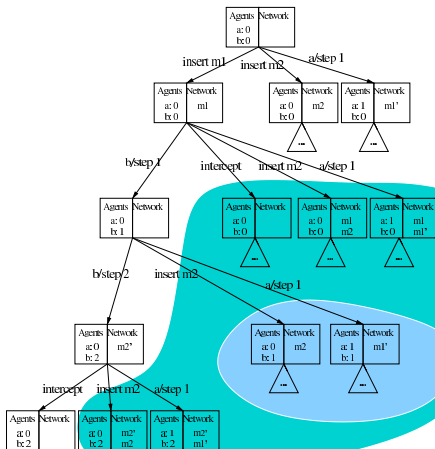 Agents Network
a: 0
b: 0
insert m1 insert m2 a/step 1
Agents Network Agents Network Agents Network
a: 0 m1 a: 0 m2 a: 1 m1'
b: 0 b: 0 b: 0
... ...
b/step 1 intercept insert m2 a/step 1
Agents Network Agents Network Agents Network Agents Network
a: 0 a: 0 a: 0 m1 a: 1 m1
b: 1 b: 0 b: 0 m2 b: 0 m1'
... ... ...
b/step 2 insert m2 a/step 1
Agents Network Agents Network Agents Network
a: 0 m2' a: 0 m2 a: 1 m1'
b: 2 b: 1 b: 1
... ...
intercept insert m2 a/step 1
Agents Network Agents Network Agents Network
a: 0 a: 0 m2' a: 1 m2'
b: 2 b: 2 m2 b: 2 m1'